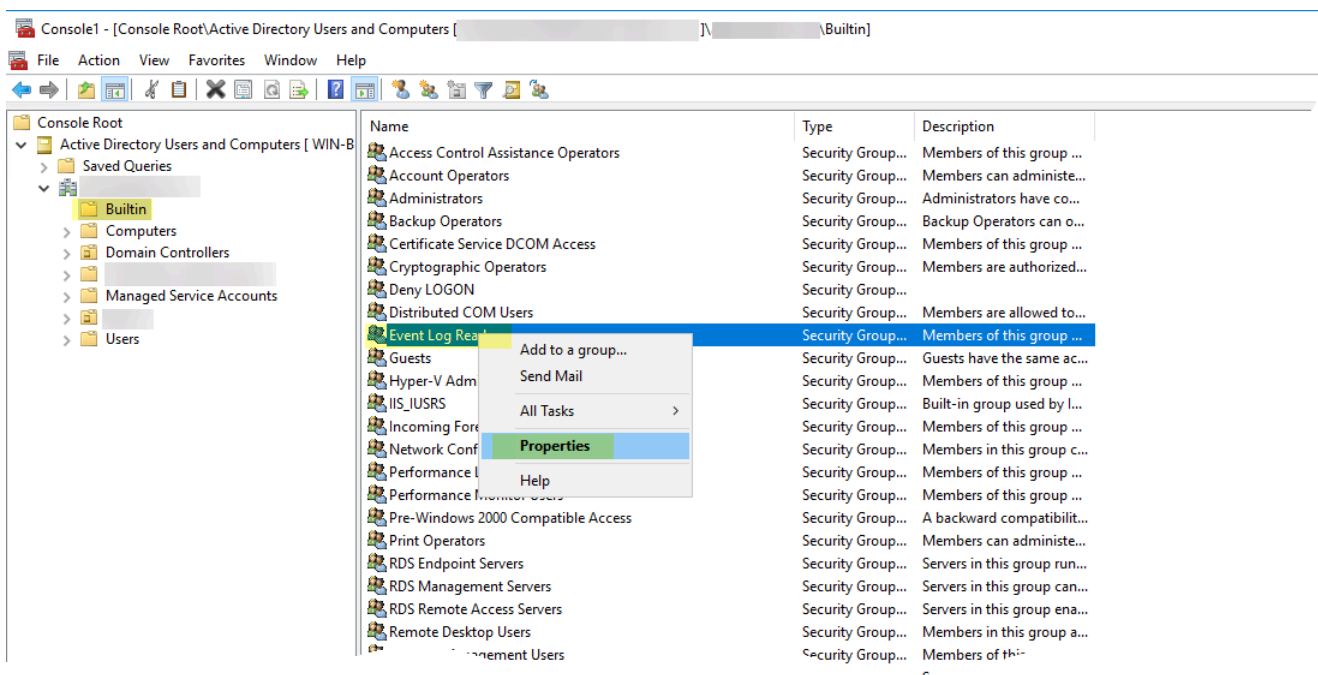 Console1 - [Console Root\Active Directory Users and Computers [ ]\ \Builtin]
File Action View Favorites Window Help
Console Root
Active Directory Users and Computers [ WIN-B
Saved Queries
Builtin
Computers
Domain Controllers
Managed Service Accounts
Users
Name Type Description
Access Control Assistance Operators Security Group... Members of this group ...
Account Operators Security Group... Members can administe...
Administrators Security Group... Administrators have co...
Backup Operators Security Group... Backup Operators can o...
Certificate Service DCOM Access Security Group... Members of this group ...
Cryptographic Operators Security Group... Members are authorized...
Deny LOGON Security Group...
Distributed COM Users Security Group... Members are allowed to...
Event Log Read Security Group... Members of this group ...
Guests Security Group... Guests have the same ac...
Hyper-V Adm Security Group... Members of this group ...
IIS_IUSRS Security Group... Built-in group used by I...
Incoming Fore Security Group... Members of this group ...
Network Conf Security Group... Members in this group c...
Performance L Security Group... Members of this group ...
Performance Monitor Users Security Group... Members of this group ...
Pre-Windows 2000 Compatible Access Security Group... A backward compatibilit...
Print Operators Security Group... Members can administe...
RDS Endpoint Servers Security Group... Servers in this group run...
RDS Management Servers Security Group... Servers in this group can...
RDS Remote Access Servers Security Group... Servers in this group ena...
Remote Desktop Users Security Group... Members in this group a...
agement Users Security Group... Members of this
Add to a group...
Send Mail
All Tasks
Properties
Help